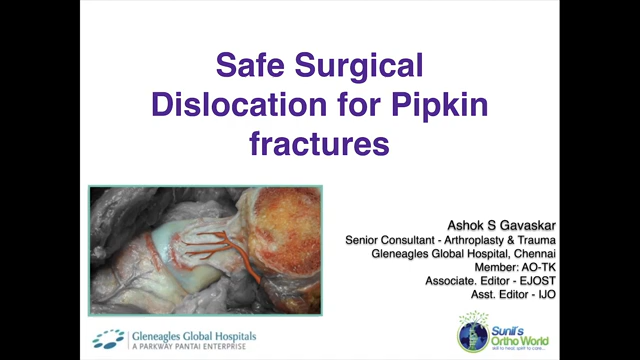 Safe Surgical
Dislocation for Pipkin
fractures
Ashok S Gavaskar
Senior Consultant - Arthroplasty & Trauma
Gleneagles Global Hospital, Chennai
Member: AO-TK
Associate. Editor - EJOST
Asst. Editor - IJO
Gleneagles Global Hospitals
A PARKWAY PANTAI ENTERPRISE
Sunil's
Ortho World